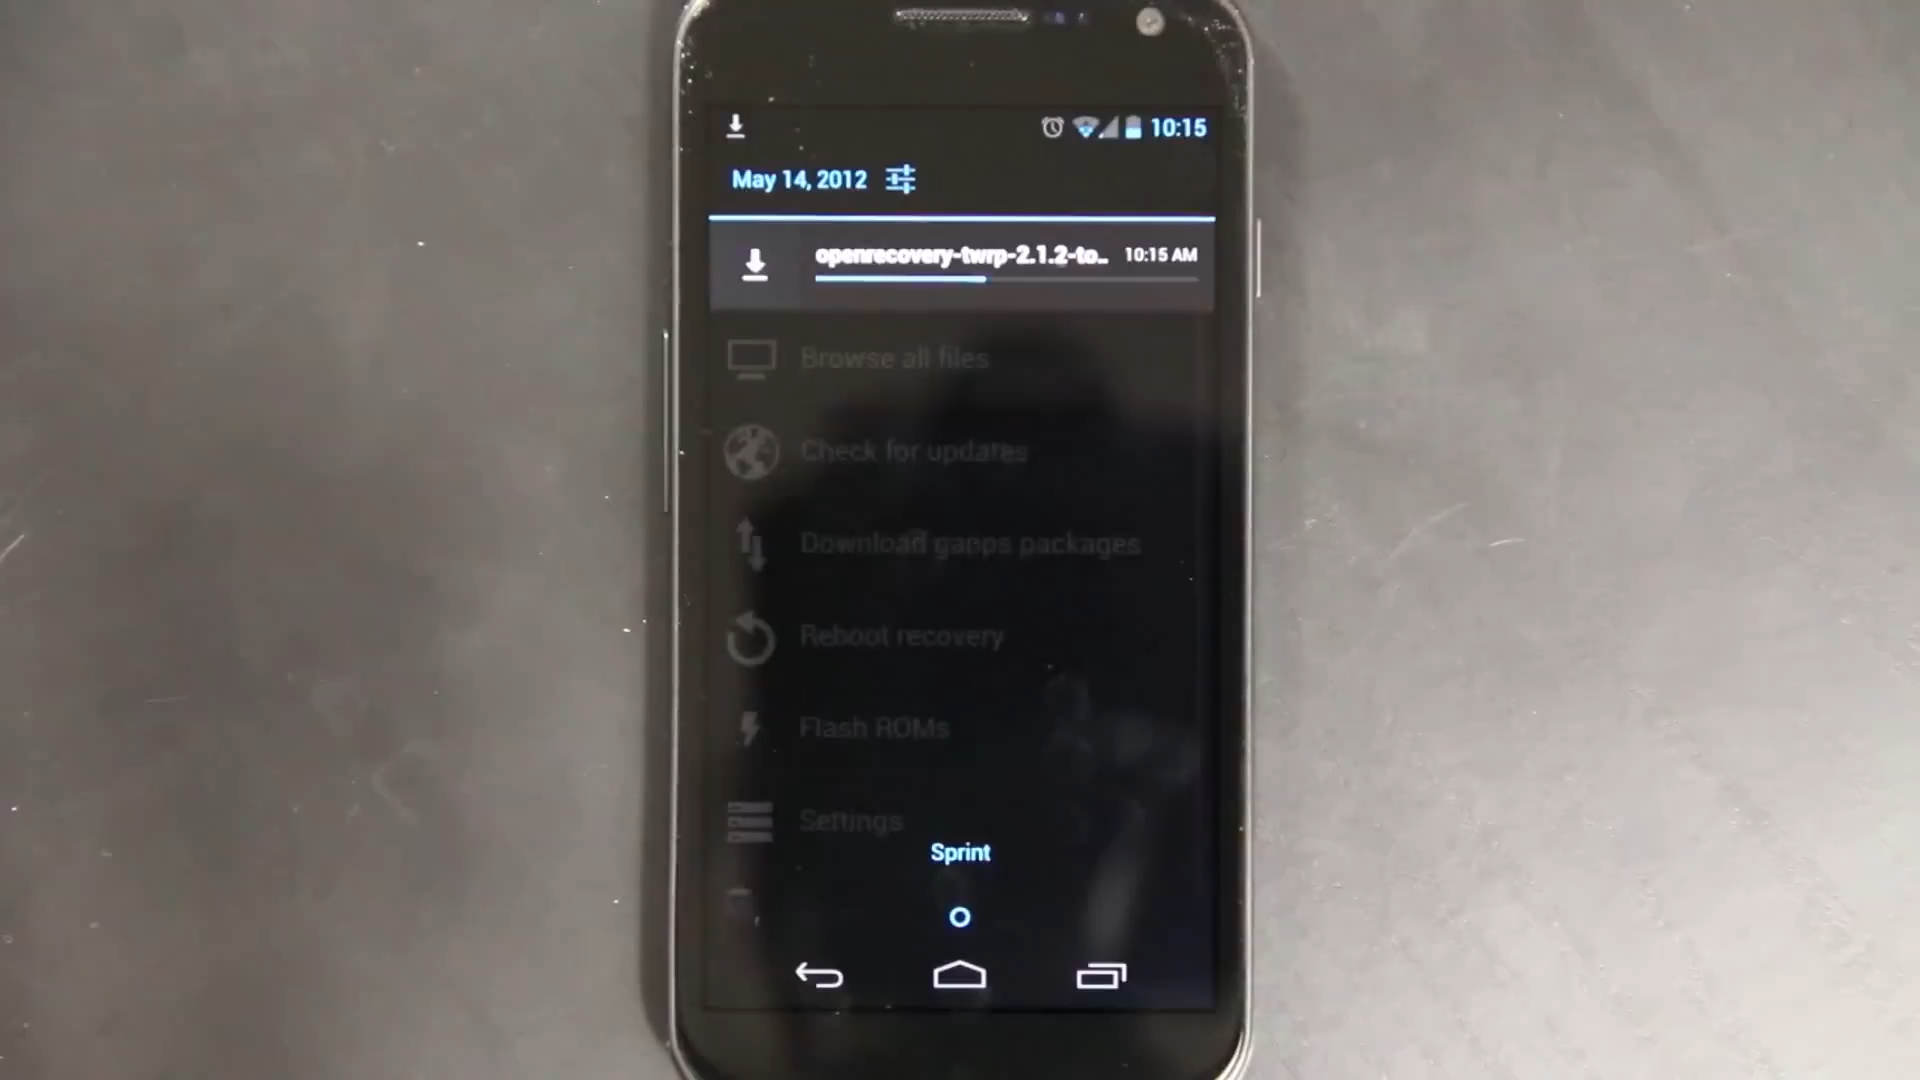 10:15
May 14, 2012
openrecovery-twrp-2.1.2-to... 10:15 AM
Browse all files
Check for updates
Download gapps packages
Reboot recovery
Flash ROMs
Settings
Sprint